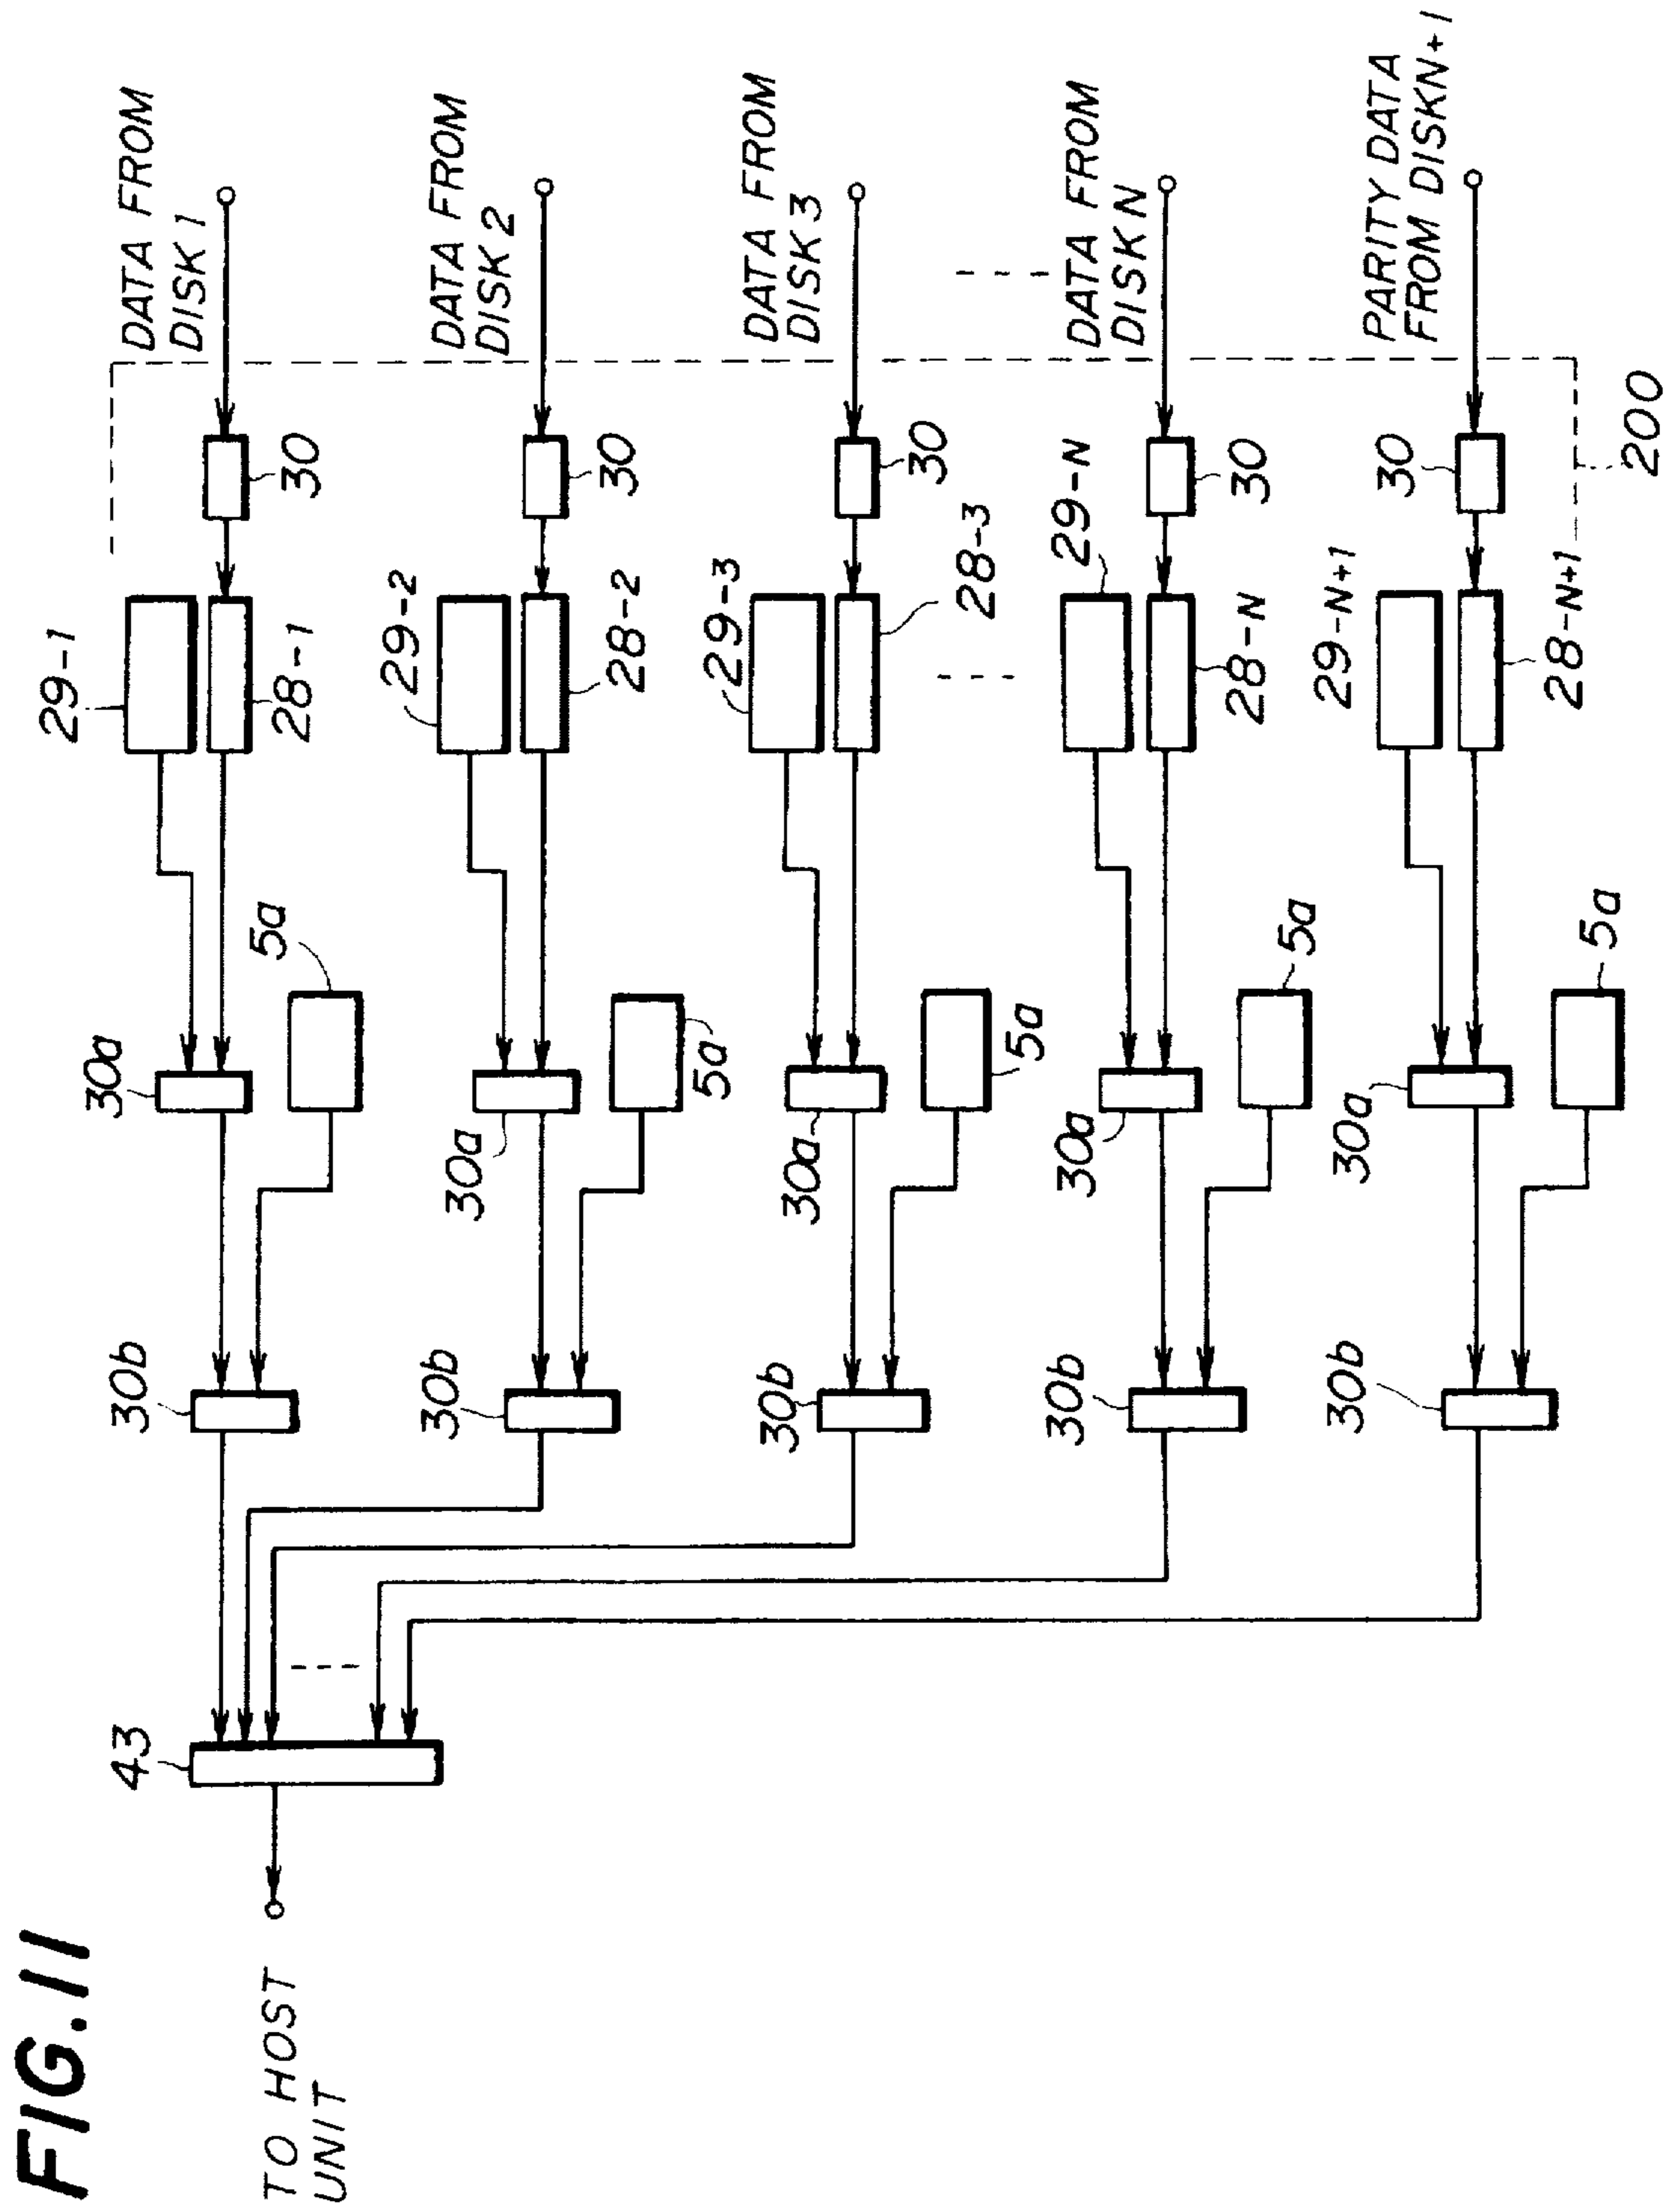 FIG.11
DATA FROM
DISK 1
DATA FROM
DISK 2
DATA FROM
DISK 3
DATA FROM
DISK N
PARITY DATA
FROM DISKN+1
30
30
30
30
30
200
29-1
28-1
29-2
28-2
29-3
28-3
29-N
28-N
29-N+1
28-N+1
30a
5a
30a
5a
30a
5a
30a
5a
30a
5a
30b
30b
30b
30b
30b
43
TO HOST
UNIT